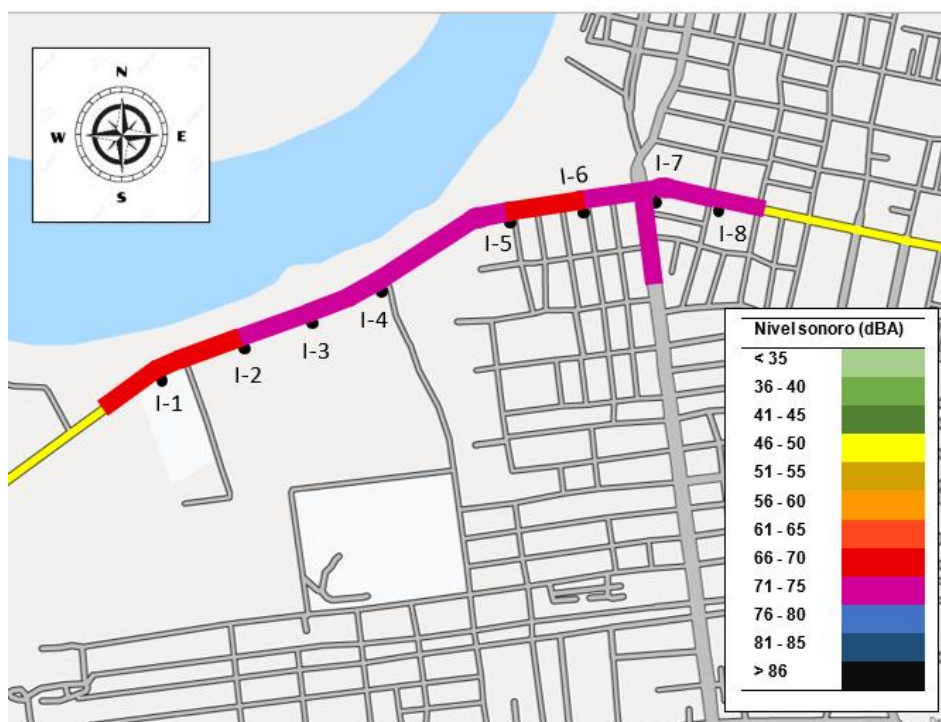 N
W E
S
I-1
I-2
I-3
I-4
I-5
I-6
I-7
I-8
Nivel sonoro (dBA)
< 35
36 - 40
41 - 45
46 - 50
51 - 55
56 - 60
61 - 65
66 - 70
71 - 75
76 - 80
81 - 85
> 86